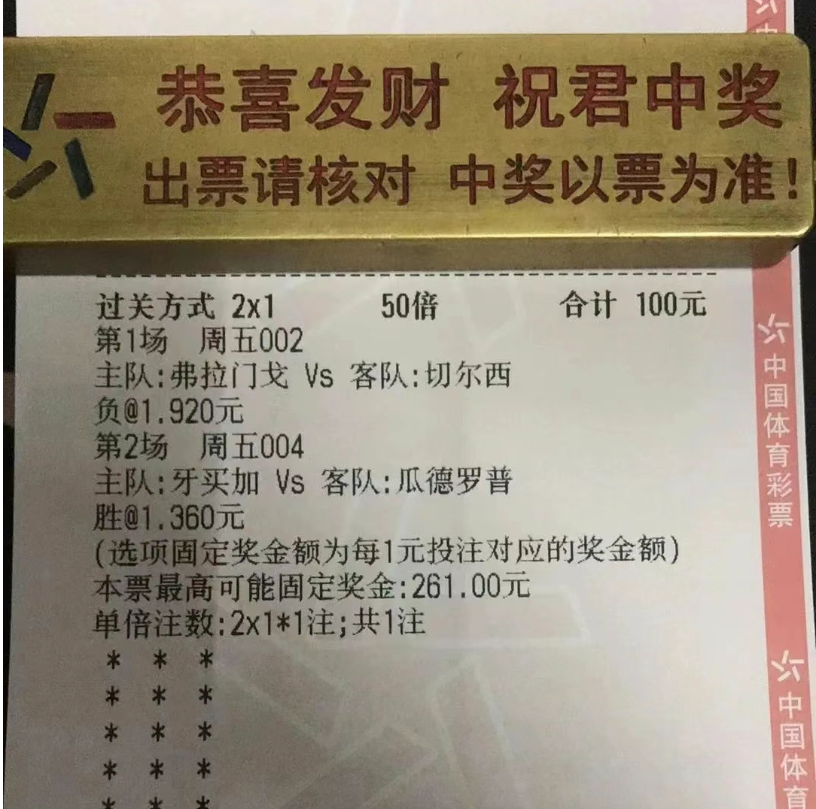 恭喜发财 祝君中奖
出票请核对 中奖以票为准!
过关方式 2x1 50倍 合计 100元
第1场 周五002
主队:弗拉门戈 Vs 客队:切尔西
负@1.920元
第2场 周五004
主队:牙买加 Vs 客队:瓜德罗普
胜@1.360元
(选项固定奖金额为每1元投注对应的奖金额)
本票最高可能固定奖金:261.00元
单倍注数:2x1*1注;共1注
* * *
* * *
* * *
* * *
* * *
中国体育彩票
中国体育